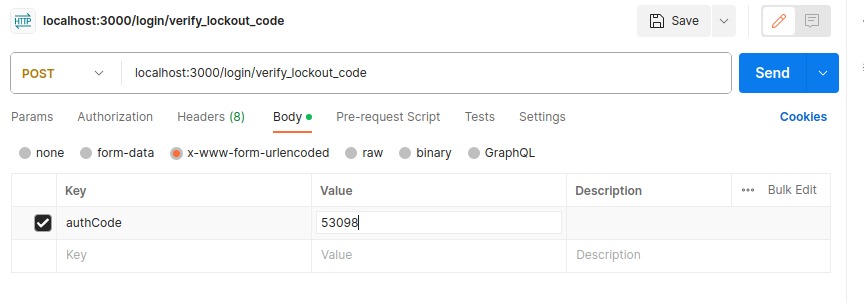 HTTP localhost:3000/login/verify_lockout_code Save
POST localhost:3000/login/verify_lockout_code Send
Params Authorization Headers (8) Body Pre-request Script Tests Settings Cookies
none form-data x-www-form-urlencoded raw binary GraphQL
Key Value Description Bulk Edit
authCode 53098
Key Value Description